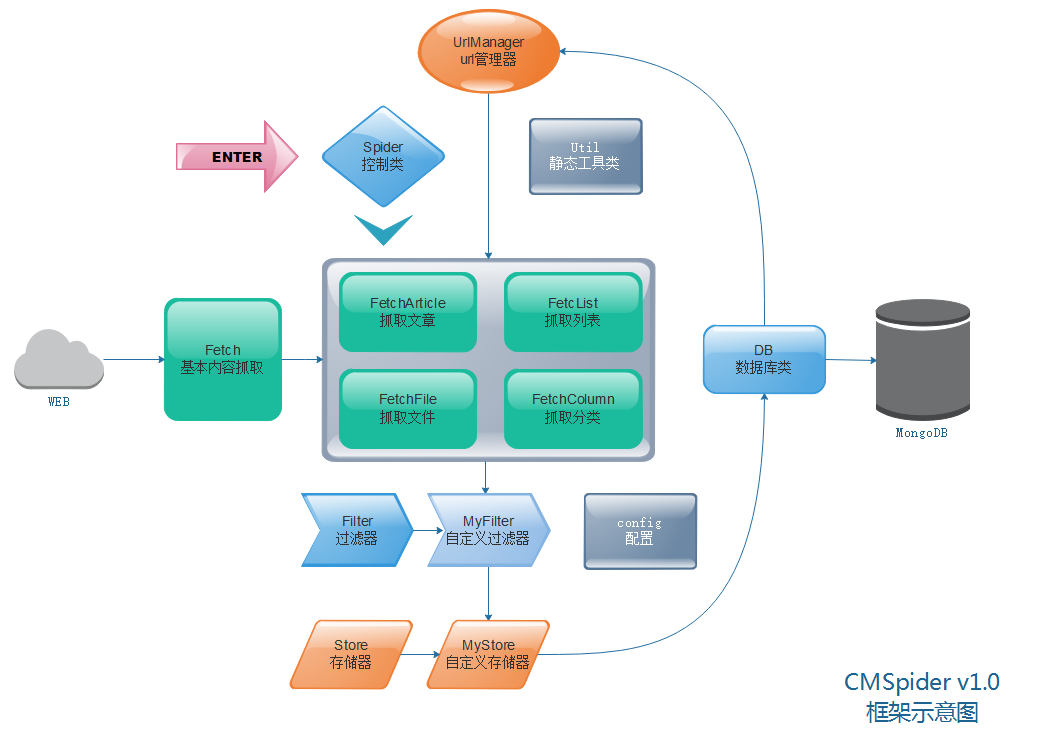 UrlManager
url管理器
Spider
控制类
ENTER
Util
静态工具类
FetchArticle
抓取文章
FetcList
抓取列表
Fetch
基本内容抓取
DB
数据库类
WEB
FetchFile
抓取文件
FetchColumn
抓取分类
MongoDB
Filter
过滤器
MyFilter
自定义过滤器
config
配置
Store
存储器
MyStore
自定义存储器
CMSpider v1.0
框架示意图